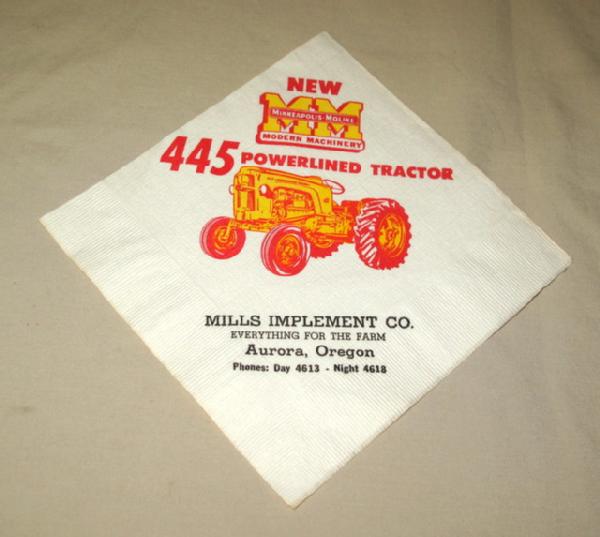 NEW
MM
MINNEAPOLIS-MOLINE
MODERN MACHINERY
445 POWERLINED TRACTOR
MILLS IMPLEMENT CO.
EVERYTHING FOR THE FARM
Aurora, Oregon
Phones: Day 4613 - Night 4618